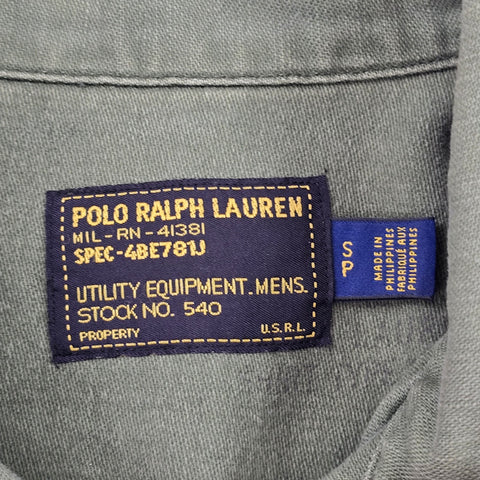 POLO RALPH LAUREN
MIL-RN-41381
SPEC-4BE781J
UTILITY EQUIPMENT. MENS.
STOCK NO. 540
PROPERTY U.S.R.L.
S
P
MADE IN
PHILIPPINES
FABRIQUÉ AUX
PHILIPPINES